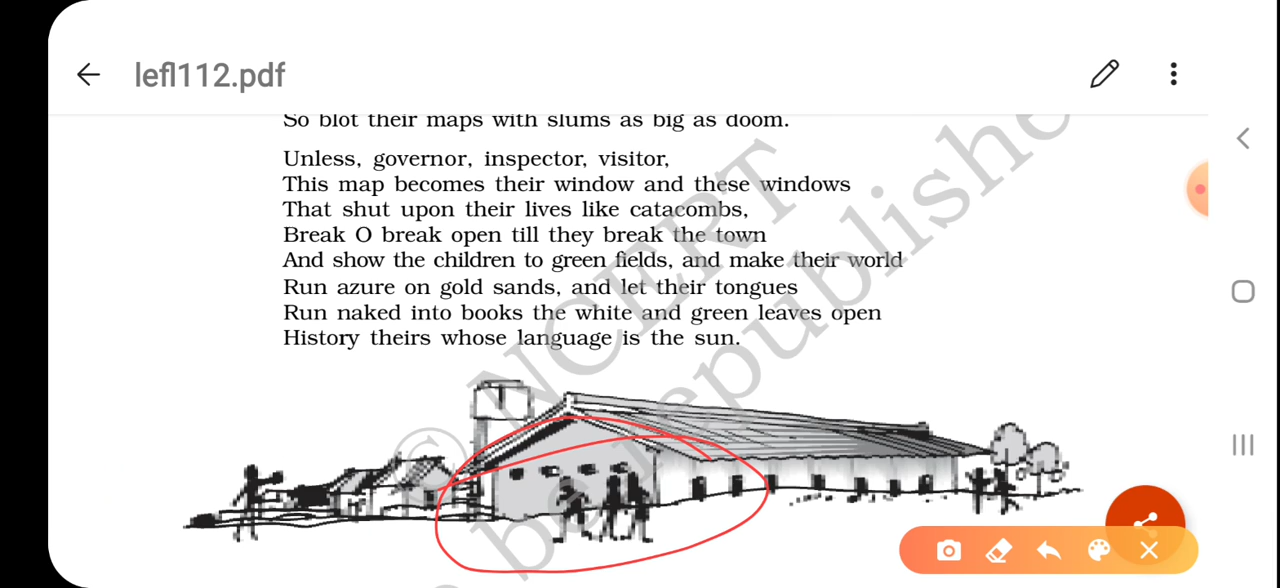 lefl112.pdf
So blot their maps with slums as big as doom.
Unless, governor, inspector, visitor,
This map becomes their window and these windows
That shut upon their lives like catacombs,
Break O break open till they break the town
And show the children to green fields, and make their world
Run azure on gold sands, and let their tongues
Run naked into books the white and green leaves open
History theirs whose language is the sun.
© NCERT
be republishe